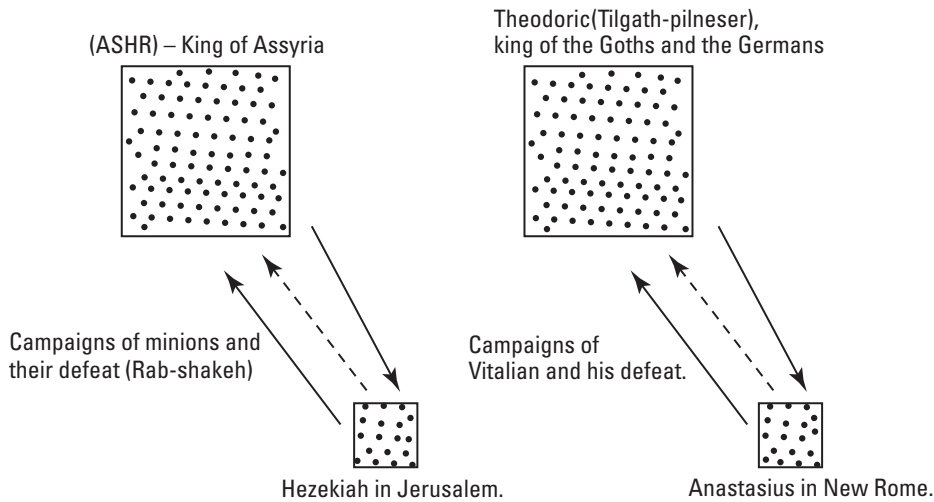 (ASHR) – King of Assyria
Theodoric(Tilgath-pilneser),
king of the Goths and the Germans
Campaigns of minions and
their defeat (Rab-shakeh)
Campaigns of
Vitalian and his defeat.
Hezekiah in Jerusalem.
Anastasius in New Rome.